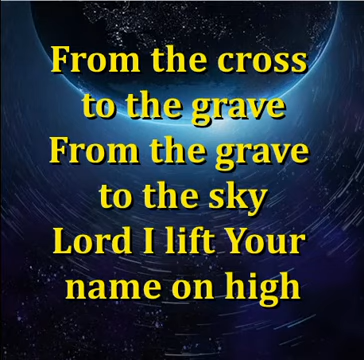 From the cross
to the grave
From the grave
to the sky
Lord I lift Your
name on high